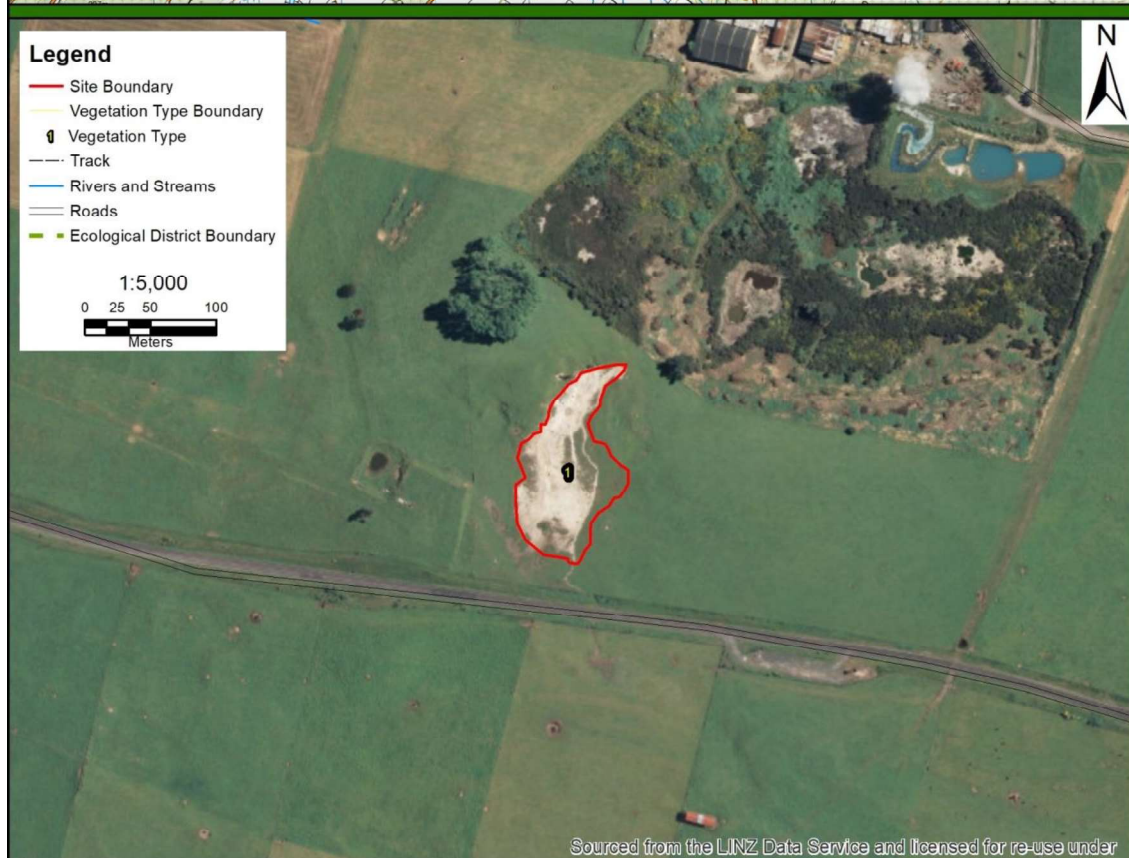 Legend
Site Boundary
Vegetation Type Boundary
1 Vegetation Type
Track
Rivers and Streams
Roads
Ecological District Boundary
1:5,000
0 25 50 100
Meters
N
1
Sourced from the LINZ Data Service and licensed for re-use under